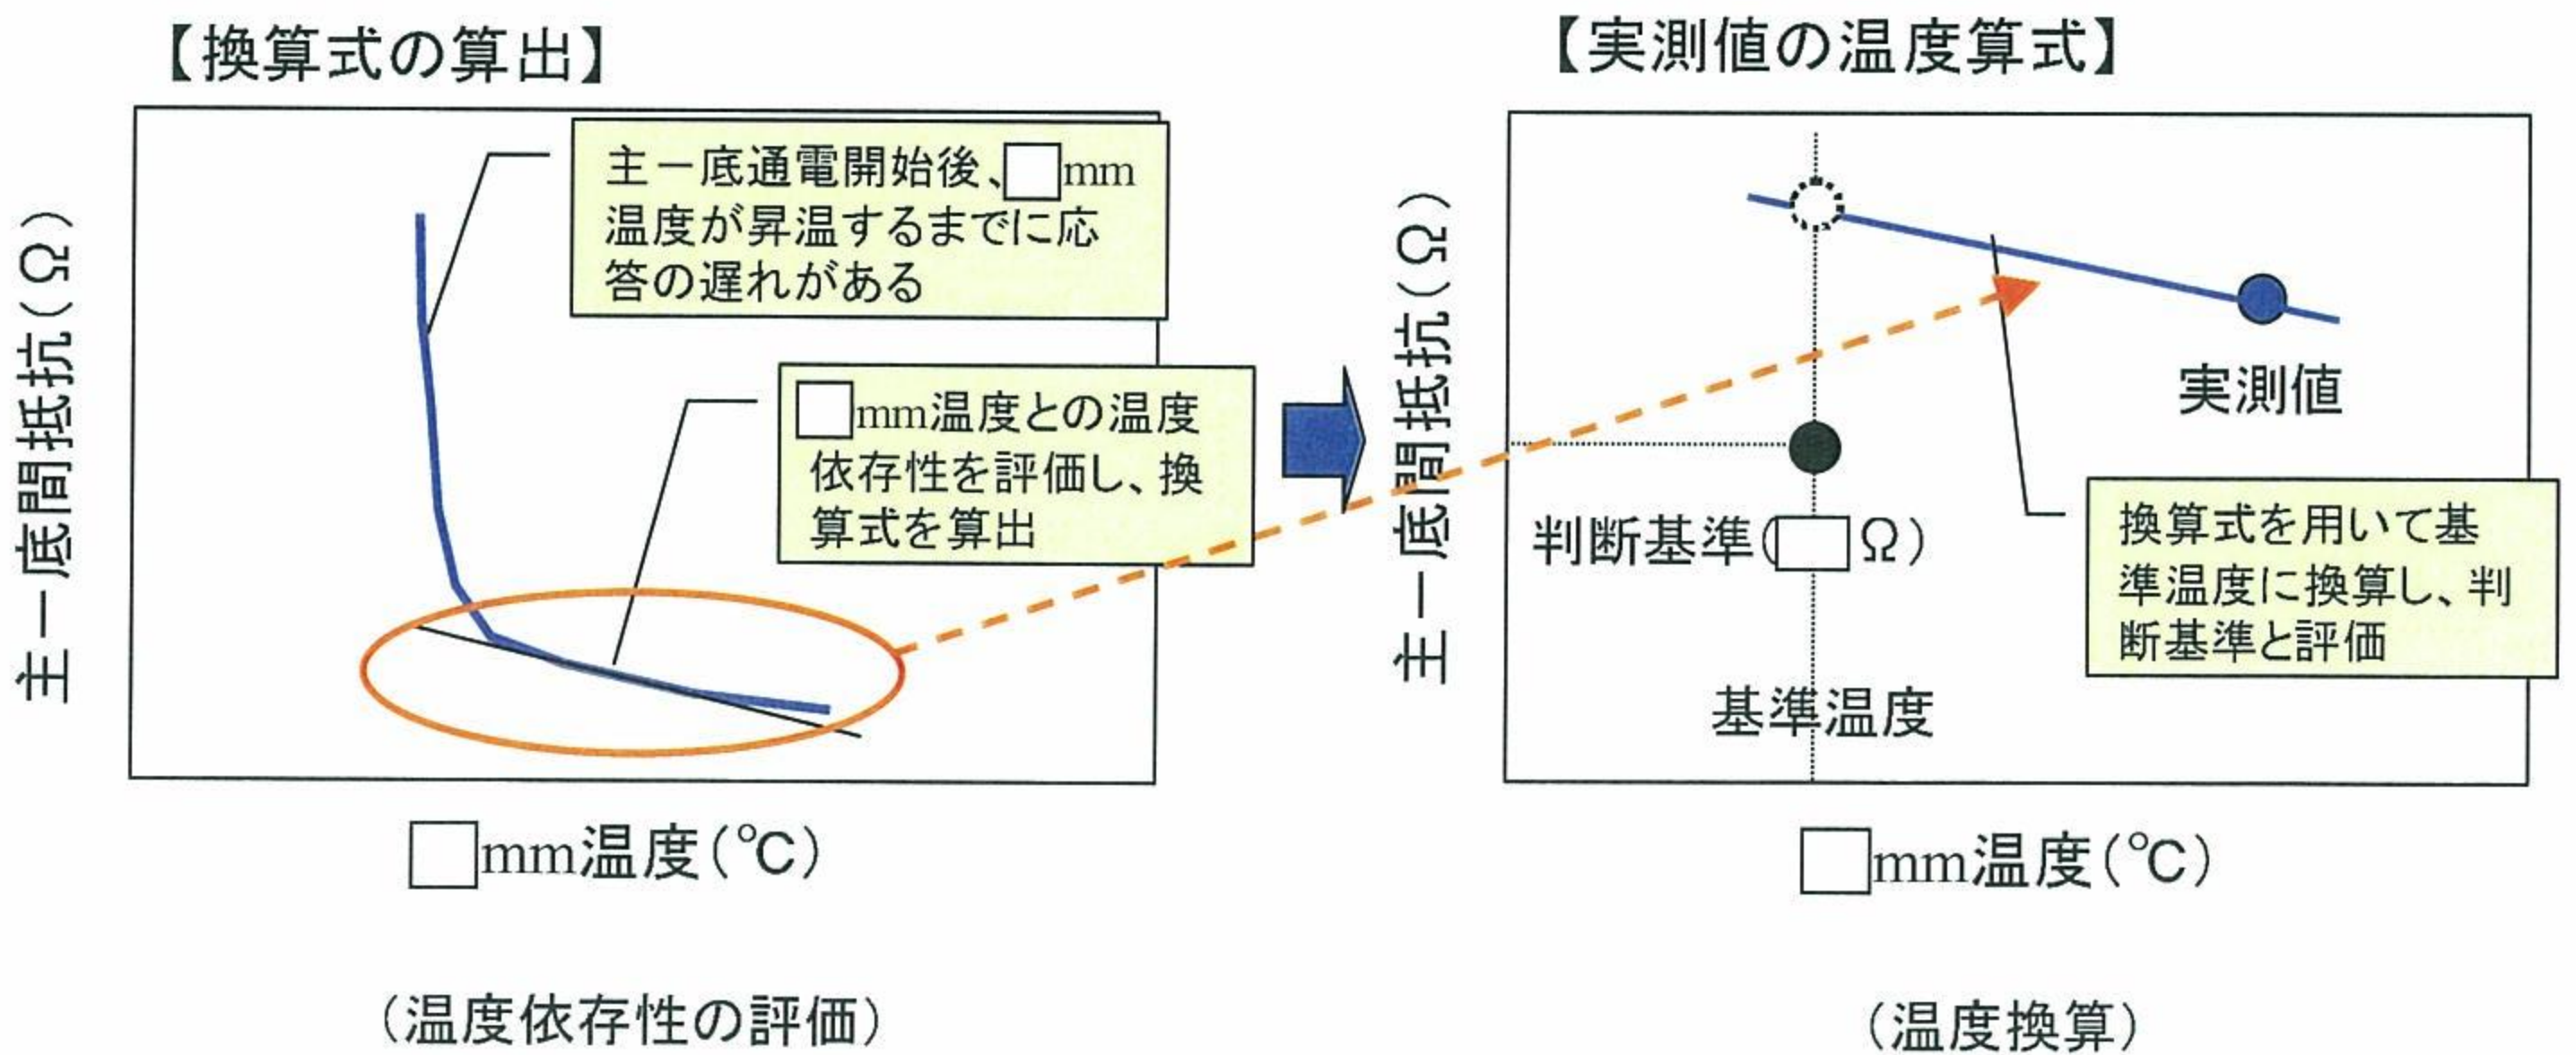 【換算式の算出】
主－底間抵抗(Ω)
主－底通電開始後、□mm
温度が昇温するまでに応
答の遅れがある
□mm温度との温度
依存性を評価し、換
算式を算出
□mm温度(℃)
(温度依存性の評価)
【実測値の温度算式】
主－底間抵抗(Ω)
実測値
判断基準(□Ω)
換算式を用いて基
準温度に換算し、判
断基準と評価
基準温度
□mm温度(℃)
(温度換算)